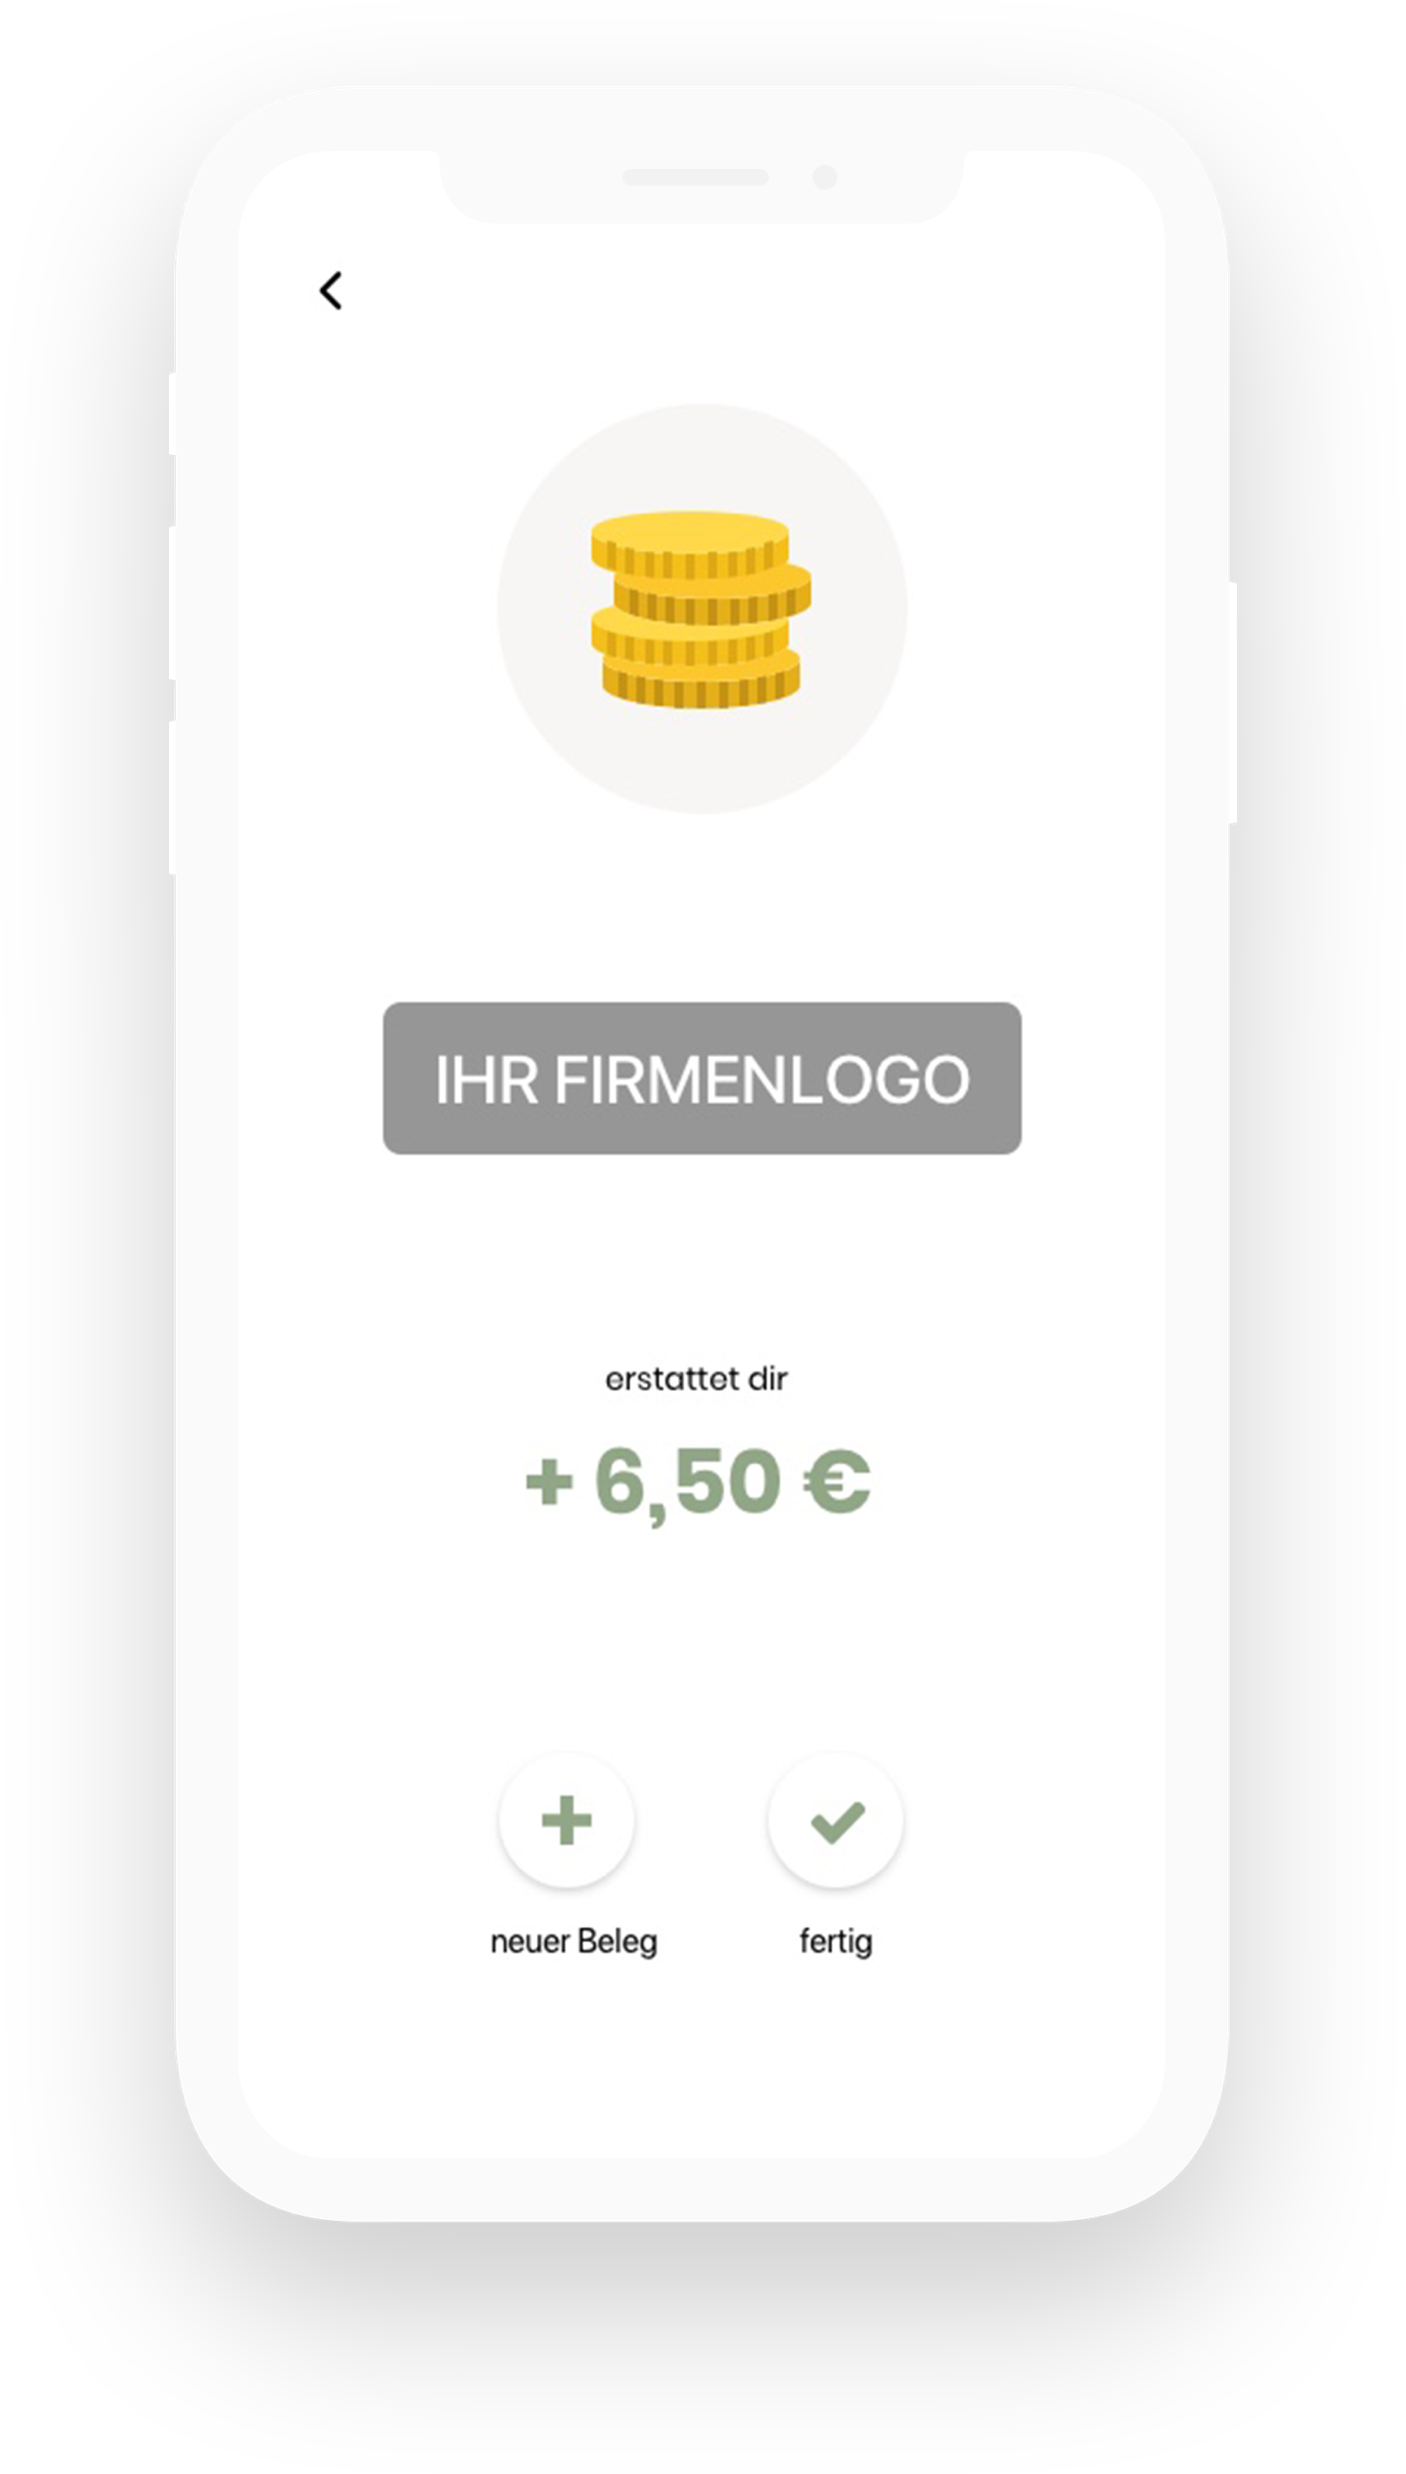 IHR FIRMENLOGO
erstattet dir
+ 6,50 €
neuer Beleg
fertig